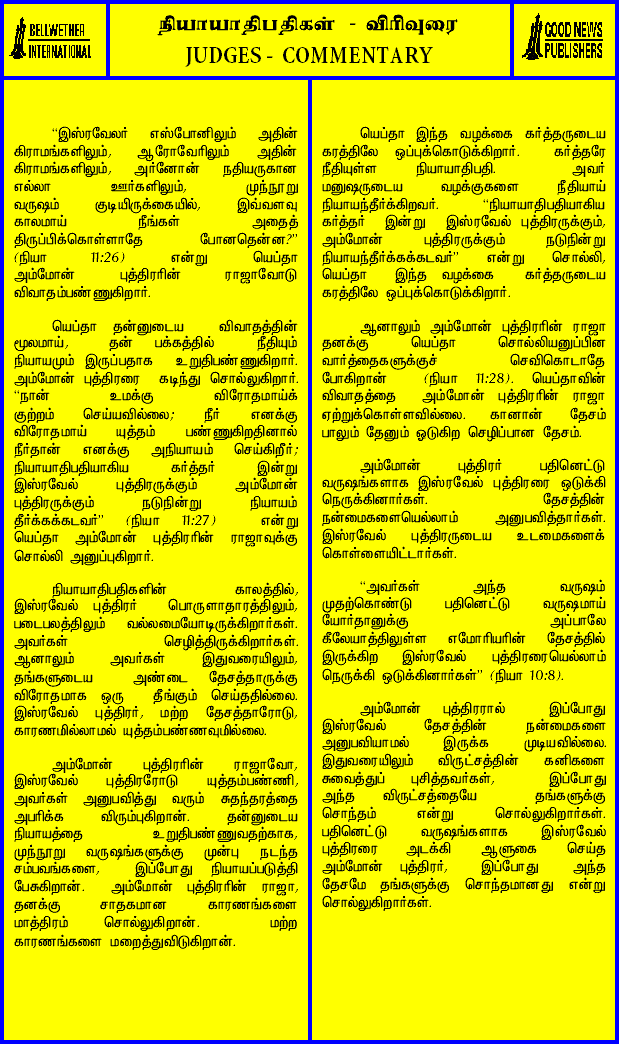 BELLWETHER
INTERNATIONAL
நியாயாதிபதிகள் - விரிவுரை
JUDGES - COMMENTARY
GOOD NEWS
PUBLISHERS
“இஸ்ரவேலர் எஸ்போனிலும் அதின்
கிராமங்களிலும், ஆரோவேரிலும் அதின்
கிராமங்களிலும், அர்னோன் நதியருகான
எல்லா ஊர்களிலும், முந்நூறு
வருஷம் குடியிருக்கையில், இவ்வளவு
காலமாய் நீங்கள் அதைத்
திருப்பிக்கொள்ளாதே போனதென்ன?”
(நியா 11:26) என்று யெப்தா
அம்மோன் புத்திரரின் ராஜாவோடு
விவாதம்பண்ணுகிறார்.
யெப்தா தன்னுடைய விவாதத்தின்
மூலமாய், தன் பக்கத்தில் நீதியும்
நியாயமும் இருப்பதாக உறுதிபண்ணுகிறார்.
அம்மோன் புத்திரரை கடிந்து சொல்லுகிறார்.
“நான் உமக்கு விரோதமாய்க்
குற்றம் செய்யவில்லை; நீர் எனக்கு
விரோதமாய் யுத்தம் பண்ணுகிறதினால்
நீர்தான் எனக்கு அநியாயம் செய்கிறீர்;
நியாயாதிபதியாகிய கர்த்தர் இன்று
இஸ்ரவேல் புத்திரருக்கும் அம்மோன்
புத்திரருக்கும் நடுநின்று நியாயம்
தீர்க்கக்கடவர்” (நியா 11:27) என்று
யெப்தா அம்மோன் புத்திரரின் ராஜாவுக்கு
சொல்லி அனுப்புகிறார்.
நியாயாதிபதிகளின் காலத்தில்,
இஸ்ரவேல் புத்திரர் பொருளாதாரத்திலும்,
படைபலத்திலும் வல்லமையோடிருக்கிறார்கள்.
அவர்கள் செழித்திருக்கிறார்கள்.
ஆனாலும் அவர்கள் இதுவரையிலும்,
தங்களுடைய அண்டை தேசத்தாருக்கு
விரோதமாக ஒரு தீங்கும் செய்ததில்லை.
இஸ்ரவேல் புத்திரர், மற்ற தேசத்தாரோடு,
காரணமில்லாமல் யுத்தம்பண்ணவுமில்லை.
அம்மோன் புத்திரரின் ராஜாவோ,
இஸ்ரவேல் புத்திரரோடு யுத்தம்பண்ணி,
அவர்கள் அனுபவித்து வரும் சுதந்தரத்தை
அபரிக்க விரும்புகிறான். தன்னுடைய
நியாயத்தை உறுதிபண்ணுவதற்காக,
முந்நூறு வருஷங்களுக்கு முன்பு நடந்த
சம்பவங்களை, இப்போது நியாயப்படுத்தி
பேசுகிறான். அம்மோன் புத்திரரின் ராஜா,
தனக்கு சாதகமான காரணங்களை
மாத்திரம் சொல்லுகிறான். மற்ற
காரணங்களை மறைத்துவிடுகிறான்.
யெப்தா இந்த வழக்கை கர்த்தருடைய
கரத்திலே ஒப்புக்கொடுக்கிறார். கர்த்தரே
நீதியுள்ள நியாயாதிபதி. அவர்
மனுஷருடைய வழக்குகளை நீதியாய்
நியாயந்தீர்க்கிறவர். “நியாயாதிபதியாகிய
கர்த்தர் இன்று இஸ்ரவேல் புத்திரருக்கும்,
அம்மோன் புத்திரருக்கும் நடுநின்று
நியாயந்தீர்க்கக்கடவர்” என்று சொல்லி,
யெப்தா இந்த வழக்கை கர்த்தருடைய
கரத்திலே ஒப்புக்கொடுக்கிறார்.
ஆனாலும் அம்மோன் புத்திரரின் ராஜா
தனக்கு யெப்தா சொல்லியனுப்பின
வார்த்தைகளுக்குச் செவிகொடாதே
போகிறான் (நியா 11:28). யெப்தாவின்
விவாதத்தை அம்மோன் புத்திரரின் ராஜா
ஏற்றுக்கொள்ளவில்லை. கானான் தேசம்
பாலும் தேனும் ஓடுகிற செழிப்பான தேசம்.
அம்மோன் புத்திரர் பதினெட்டு
வருஷங்களாக இஸ்ரவேல் புத்திரரை ஒடுக்கி
நெருக்கினார்கள். தேசத்தின்
நன்மைகளையெல்லாம் அனுபவித்தார்கள்.
இஸ்ரவேல் புத்திரருடைய உடமைகளைக்
கொள்ளையிட்டார்கள்.
“அவர்கள் அந்த வருஷம்
முதற்கொண்டு பதினெட்டு வருஷமாய்
யோர்தானுக்கு அப்பாலே
கீலேயாத்திலுள்ள எமோரியரின் தேசத்தில்
இருக்கிற இஸ்ரவேல் புத்திரரையெல்லாம்
நெருக்கி ஒடுக்கினார்கள்” (நியா 10:8).
அம்மோன் புத்திரரால் இப்போது
இஸ்ரவேல் தேசத்தின் நன்மைகளை
அனுபவியாமல் இருக்க முடியவில்லை.
இதுவரையிலும் விருட்சத்தின் கனிகளை
சுவைத்துப் புசித்தவர்கள், இப்போது
அந்த விருட்சத்தையே தங்களுக்கு
சொந்தம் என்று சொல்லுகிறார்கள்.
பதினெட்டு வருஷங்களாக இஸ்ரவேல்
புத்திரரை அடக்கி ஆளுகை செய்த
அம்மோன் புத்திரர், இப்போது அந்த
தேசமே தங்களுக்கு சொந்தமானது என்று
சொல்லுகிறார்கள்.